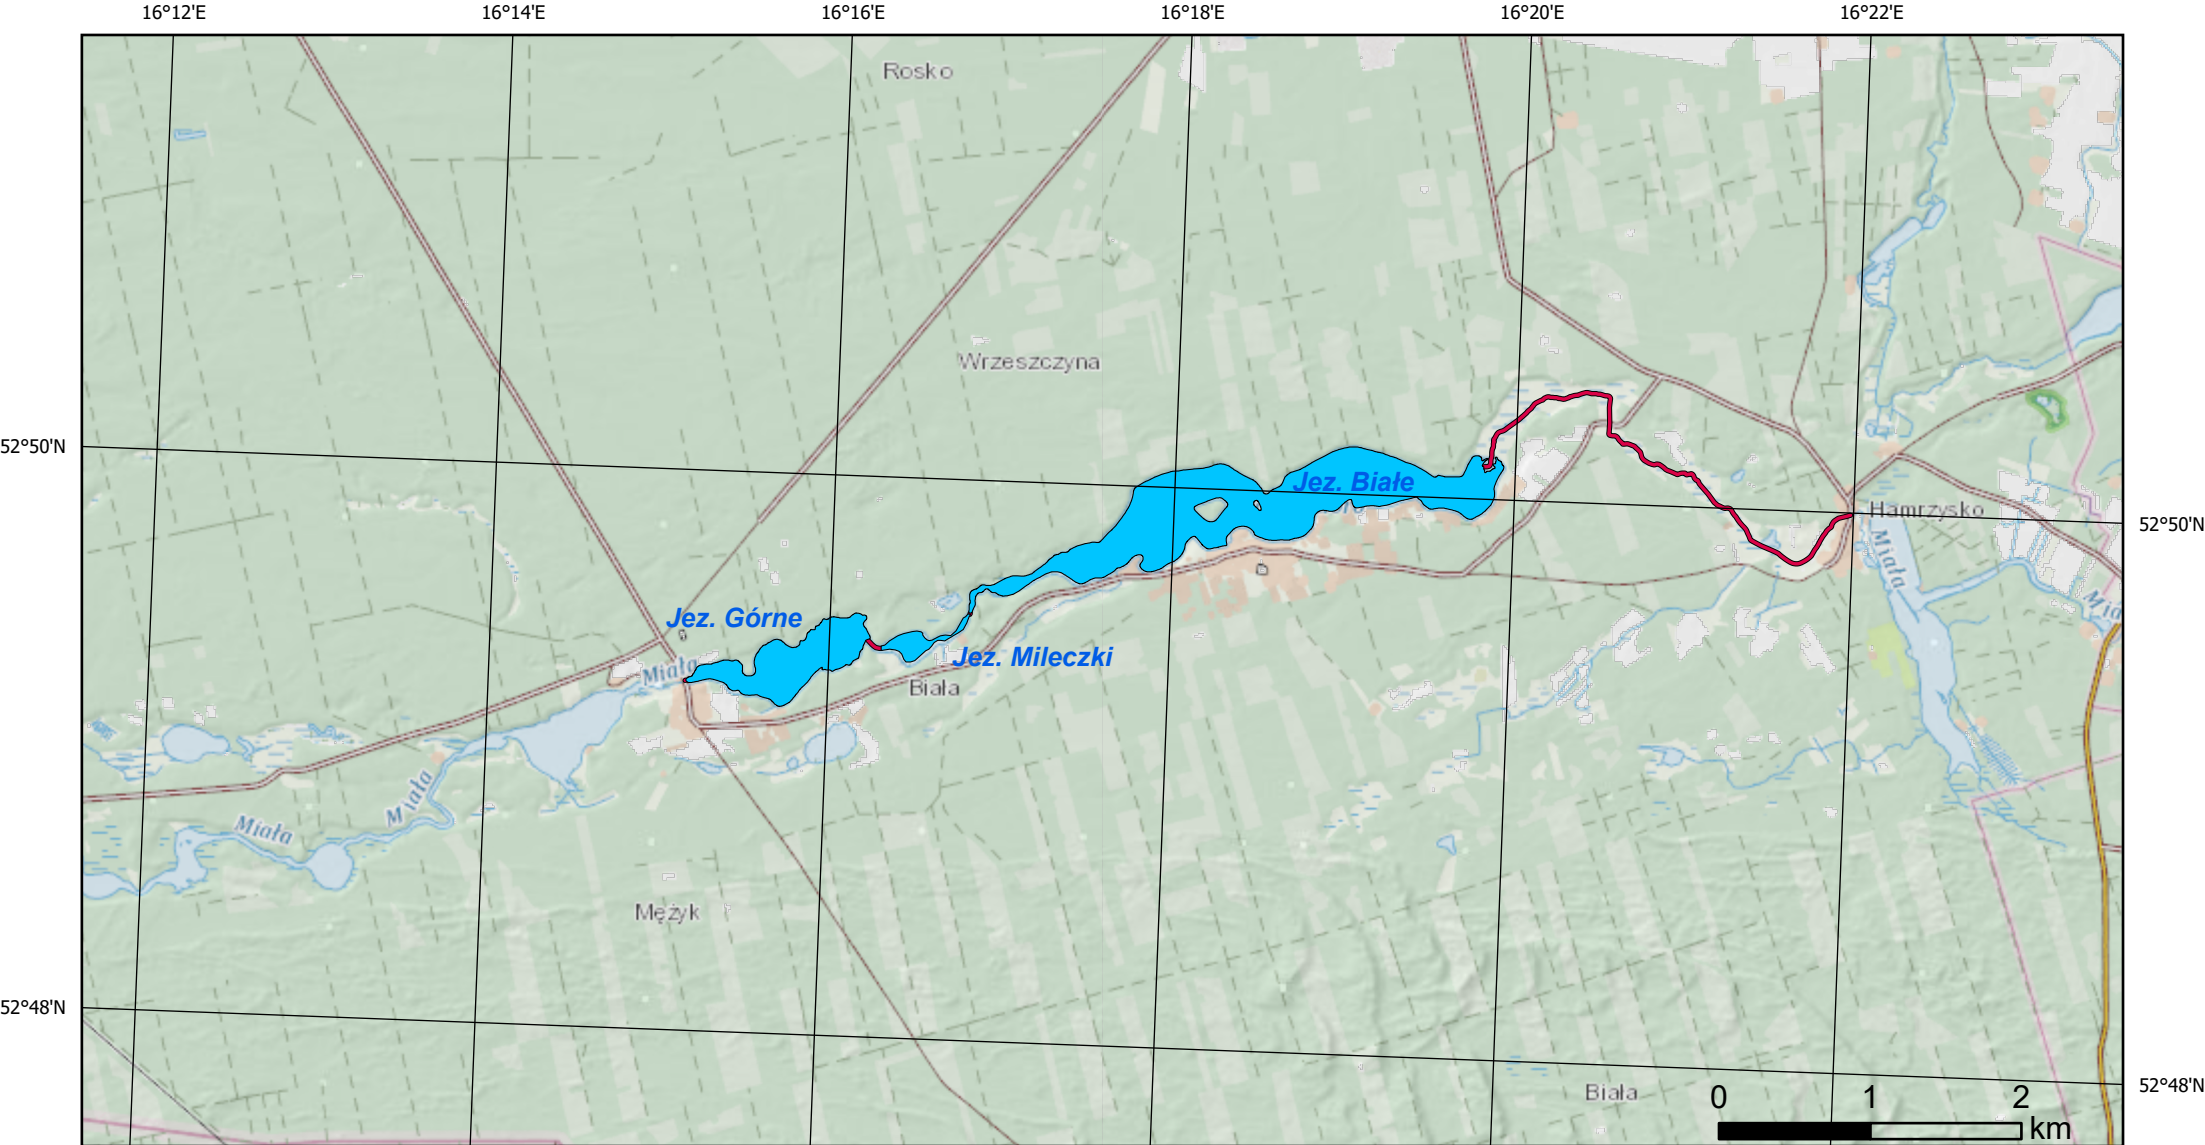 16°12'E
16°14'E
16°16'E
16°18'E
16°20'E
16°22'E
Rosko
Wrzeszczyna
52°50'N
Jez. Białe
Hamrzysko
52°50'N
Miała
Jez. Górne
Jez. Mileczki
Miała
Biała
Miała
Miała
Mężyk
52°48'N
52°48'N
Biała
0 1 2
km